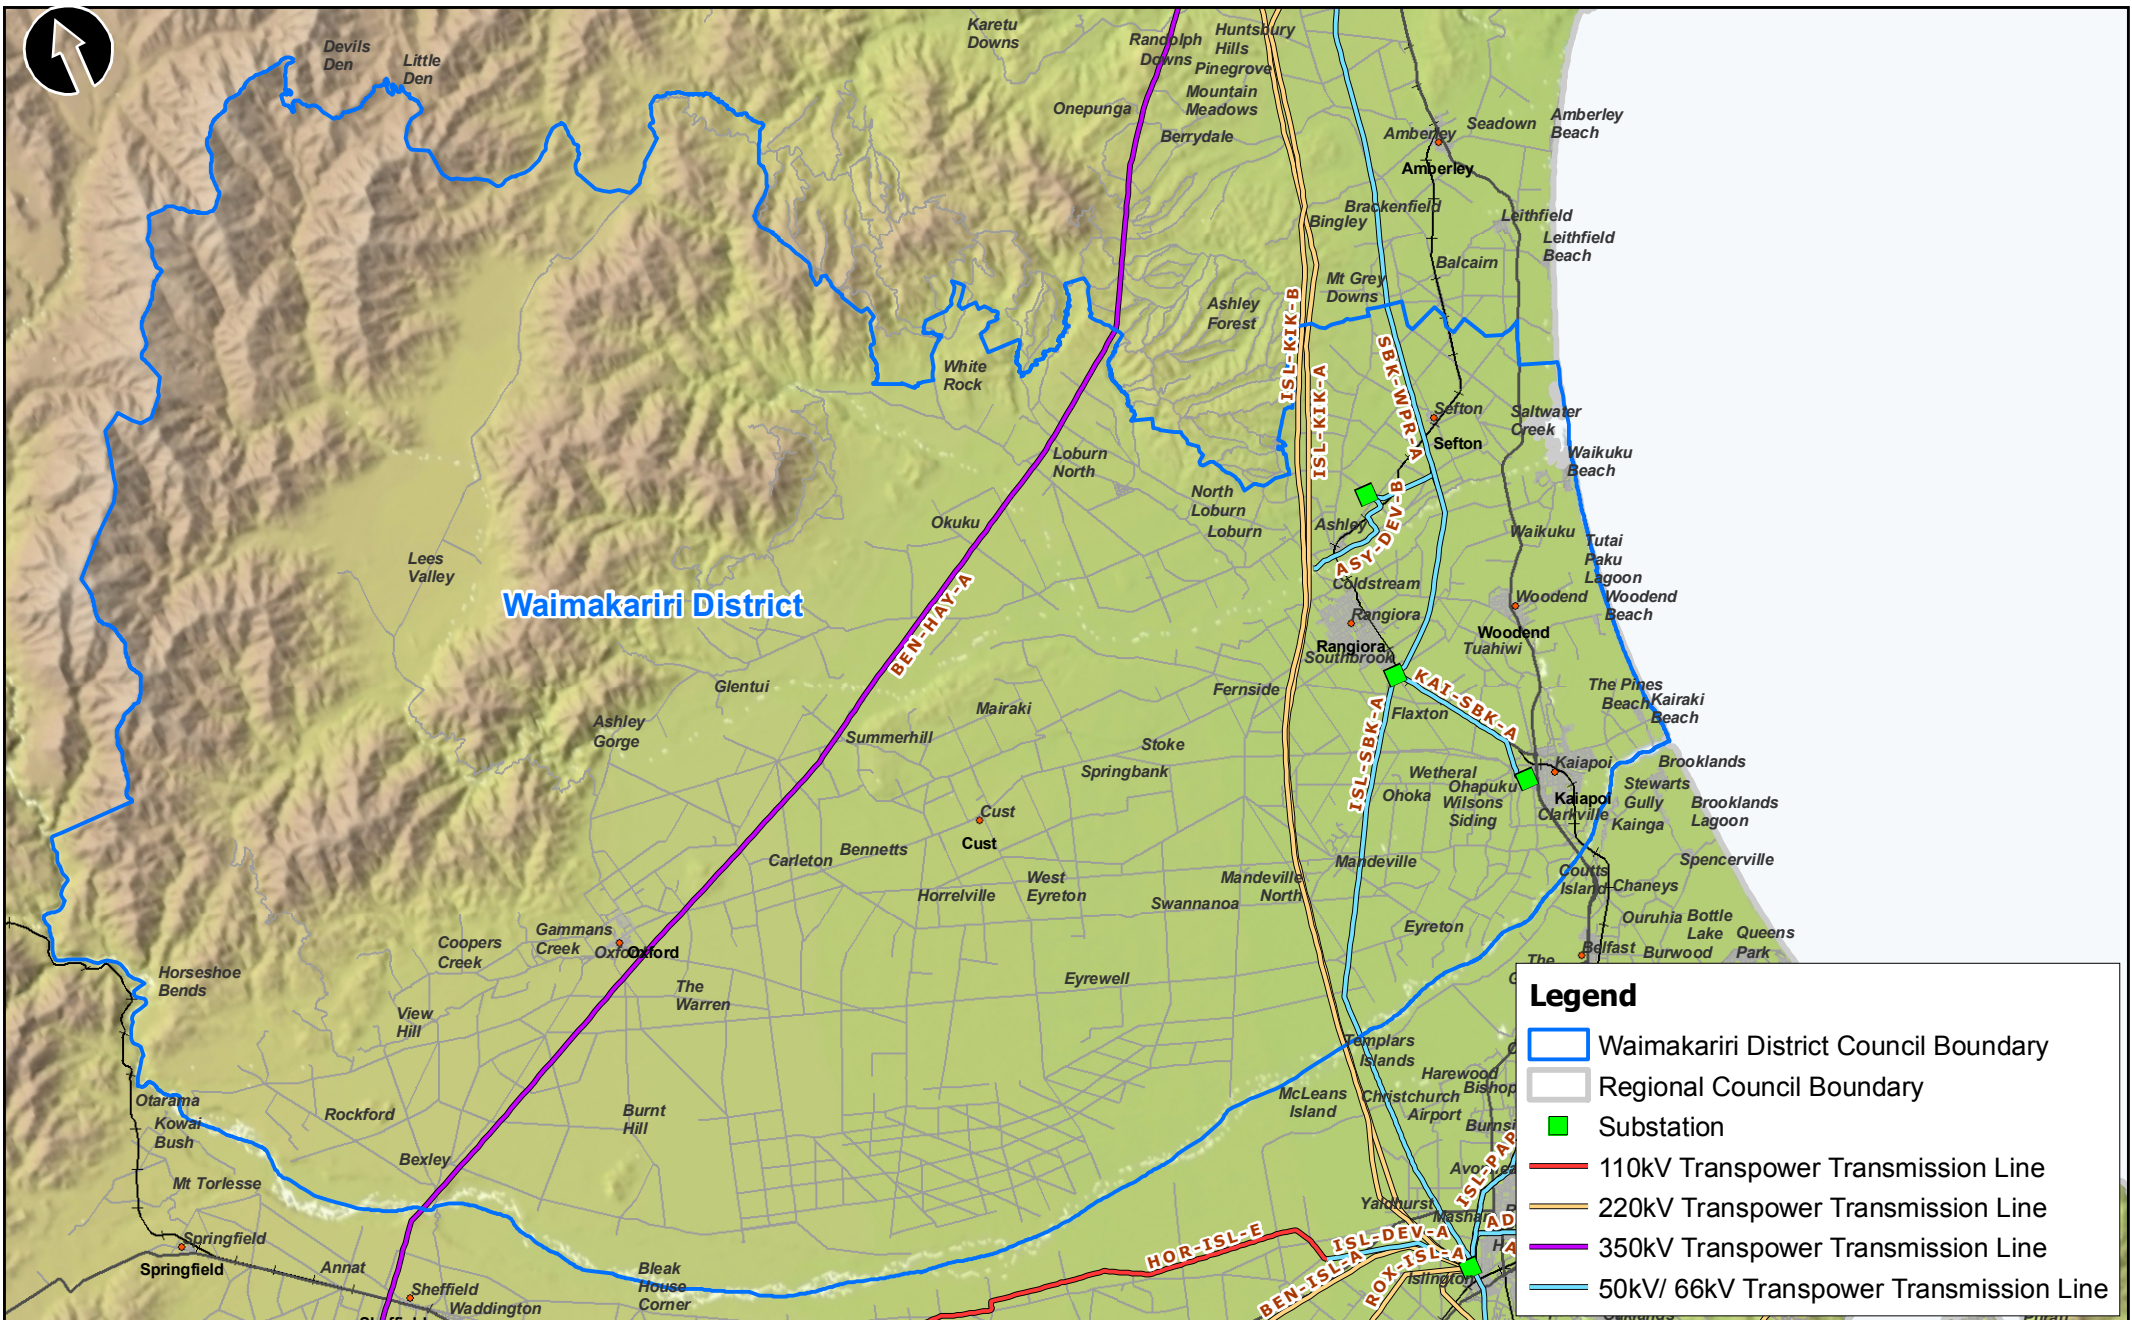 Devils
Den
Little
Den
Karetu
Downs
Randolph
Downs
Huntsbury
Hills
Pinegrove
Mountain
Meadows
Onepunga
Berrydale
Seadown
Amberley
Beach
Amberley
Amberley
Brackenfield
Bingley
Leithfield
Leithfield
Beach
Balcairn
Mt Grey
Downs
Ashley
Forest
ISL-KIK-B
ISL-KIK-A
SBK-WPR-A
White
Rock
Sefton
Sefton
Saltwater
Creek
Waikuku
Beach
Loburn
North
North
Loburn
Loburn
Okuku
Ashley
ASY-DEV-B
Waikuku
Tutai
Paku
Lagoon
Lees
Valley
Waimakariri District
BEN-HAY-A
Coldstream
Rangiora
Rangiora
Southbrook
Woodend
Woodend
Woodend
Beach
Tuahiwi
Glentui
Fernside
KAI-SBK-A
The Pines
Beach
Kairaki
Beach
Ashley
Gorge
Mairaki
Flaxton
Summerhill
Stoke
Springbank
ISL-SBK-A
Wetheral
Ohapuku
Ohoka
Wilsons
Siding
Kaiapoi
Kaiapoi
Clarkville
Brooklands
Stewarts
Gully
Kainga
Brooklands
Lagoon
Cust
Cust
Carleton
Bennetts
Mandeville
Spencerville
Horrelville
West
Eyreton
Mandeville
North
Swannanoa
Coutts
Island
Chaneys
Gammans
Creek
Coopers
Creek
Oxford
Oxford
Eyreton
Ouruhia
Bottle
Lake
Queens
Park
Belfast
Burwood
The
Horseshoe
Bends
The
Warren
Eyrewell
View
Hill
Templars
Islands
Harewood
Bishop
McLeans
Island
Christchurch
Airport
Burnsi
Otarama
Kowai
Bush
Rockford
Burnt
Hill
Bexley
Mt Torlesse
ISL-PAP
Yaldhurst
Springfield
Springfield
Annat
Sheffield
Waddington
Bleak
House
Corner
HOR-ISL-E
ISL-DEV-A
BEN-ISL-A
ROX-ISL-A
Islington
AD
Legend
Waimakariri District Council Boundary
Regional Council Boundary
Substation
110kV Transpower Transmission Line
220kV Transpower Transmission Line
350kV Transpower Transmission Line
50kV/ 66kV Transpower Transmission Line